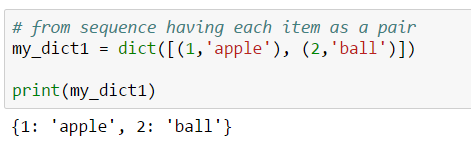 # from sequence having each item as a pair
my_dict1 = dict([(1,'apple'), (2,'ball')])
print(my_dict1)
{1: 'apple', 2: 'ball'}